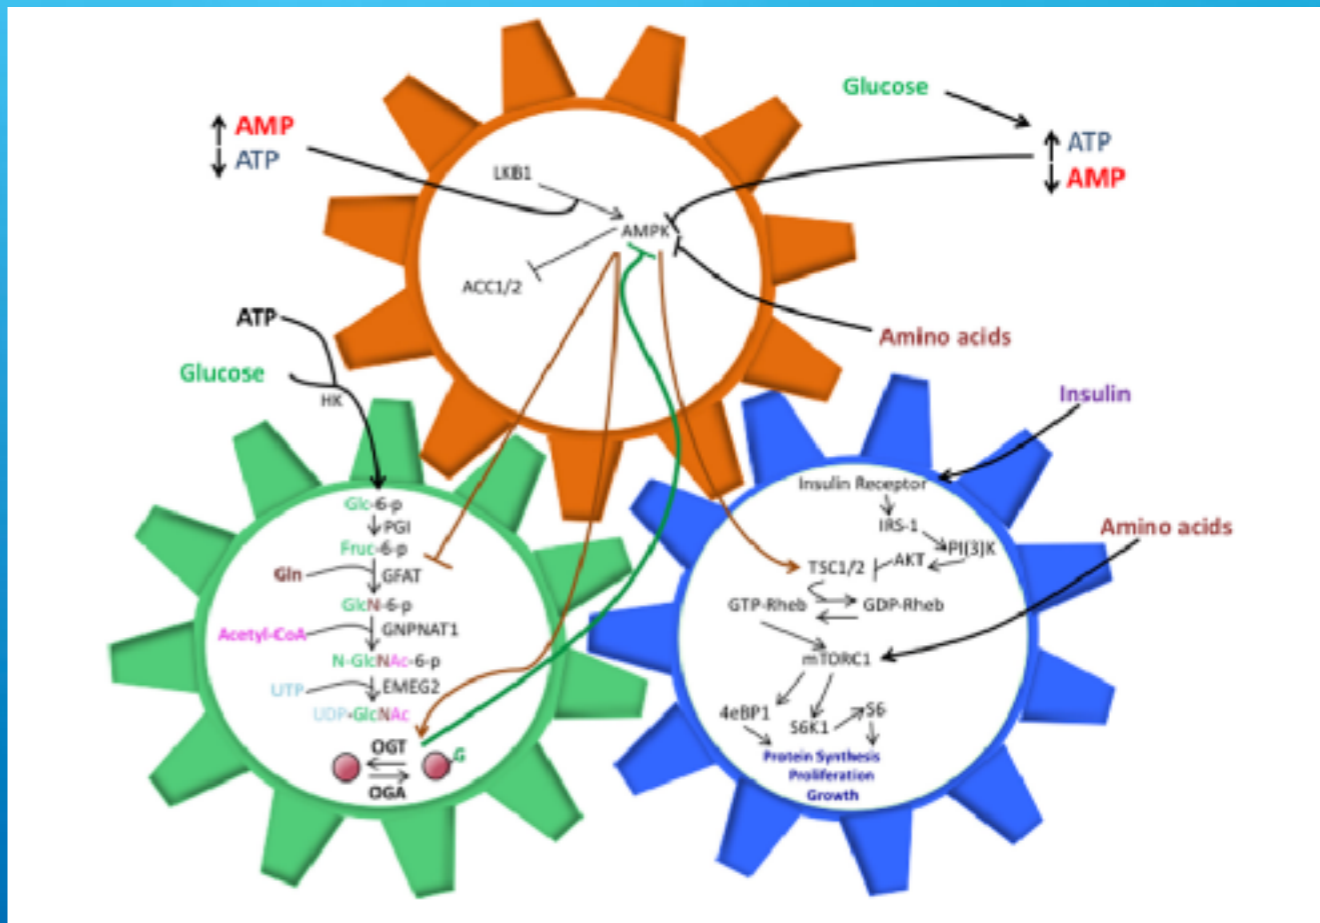 Glucose
AMP
ATP
ATP
AMP
LKB1
AMPK
ACC1/2
ATP
Glucose
HK
Amino acids
Insulin
Amino acids
Glc-6-p
PGI
Fruc-6-p
Gln
GFAT
GlcN-6-p
Acetyl-CoA
GNPNAT1
N-GlcNAc-6-p
UTP
EMEG2
UDP-GlcNAc
OGT
G
OGA
Insulin Receptor
IRS-1
PI(3)K
AKT
TSC1/2
GTP-Rheb
GDP-Rheb
mTORC1
4eBP1
S6K1
S6
Protein Synthesis
Proliferation
Growth